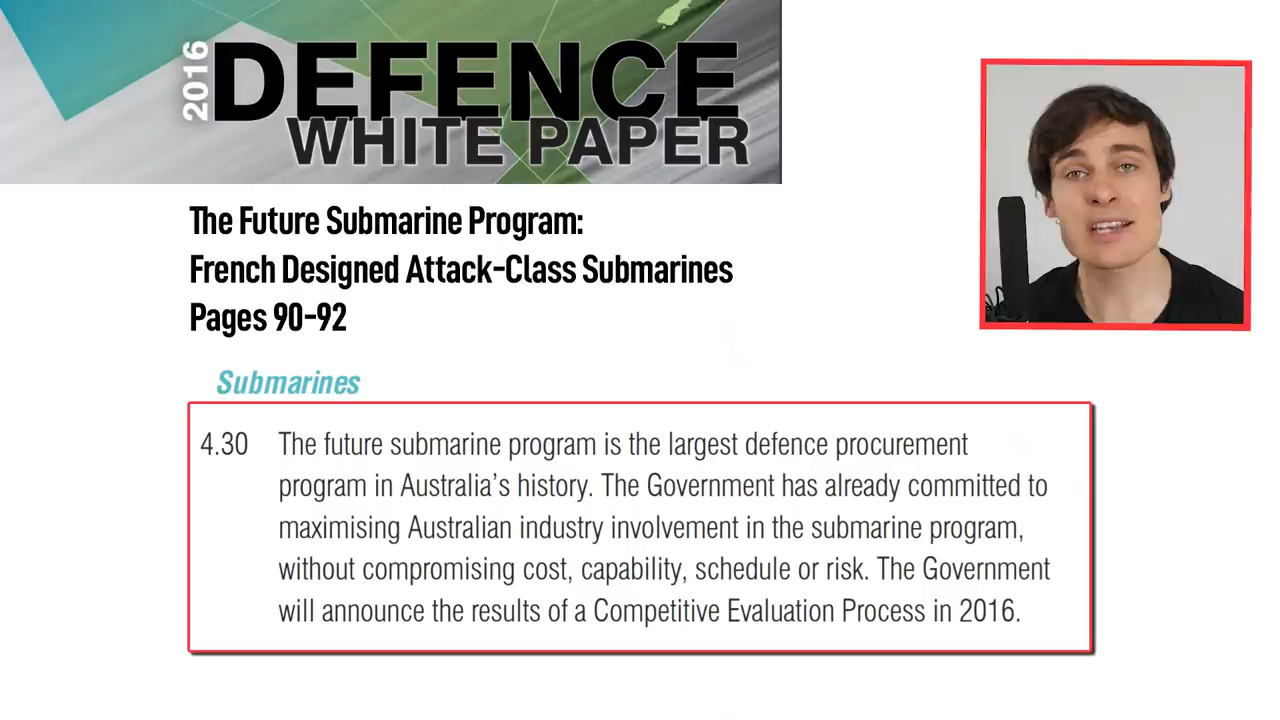 2016
DEFENCE
WHITE PAPER
The Future Submarine Program:
French Designed Attack-Class Submarines
Pages 90-92
Submarines
4.30 The future submarine program is the largest defence procurement
program in Australia's history. The Government has already committed to
maximising Australian industry involvement in the submarine program,
without compromising cost, capability, schedule or risk. The Government
will announce the results of a Competitive Evaluation Process in 2016.